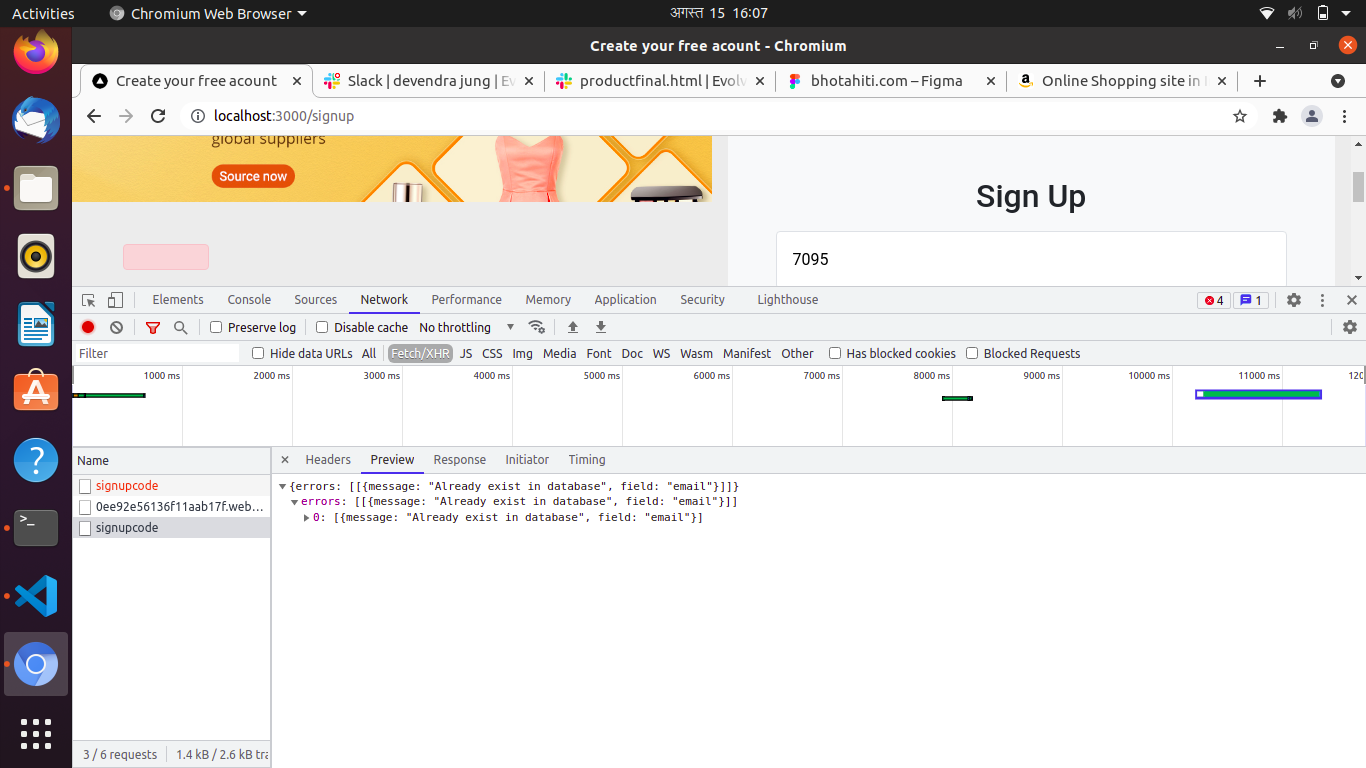 Activities Chromium Web Browser अगस्त 15 16:07
Create your free acount - Chromium
Create your free acount Slack | devendra jung | Ev productfinal.html | Evolv bhotahiti.com – Figma Online Shopping site in
localhost:3000/signup
global suppliers
Source now
Sign Up
7095
Elements Console Sources Network Performance Memory Application Security Lighthouse 4 1
Preserve log Disable cache No throttling
Filter Hide data URLs All Fetch/XHR JS CSS Img Media Font Doc WS Wasm Manifest Other Has blocked cookies Blocked Requests
1000 ms 2000 ms 3000 ms 4000 ms 5000 ms 6000 ms 7000 ms 8000 ms 9000 ms 10000 ms 11000 ms 120
Name Headers Preview Response Initiator Timing
signupcode {errors: [[{message: "Already exist in database", field: "email"}]]}
0ee92e56136f11aab17f.web… errors: [[{message: "Already exist in database", field: "email"}]]
signupcode 0: [{message: "Already exist in database", field: "email"}]
3 / 6 requests 1.4 kB / 2.6 kB tra